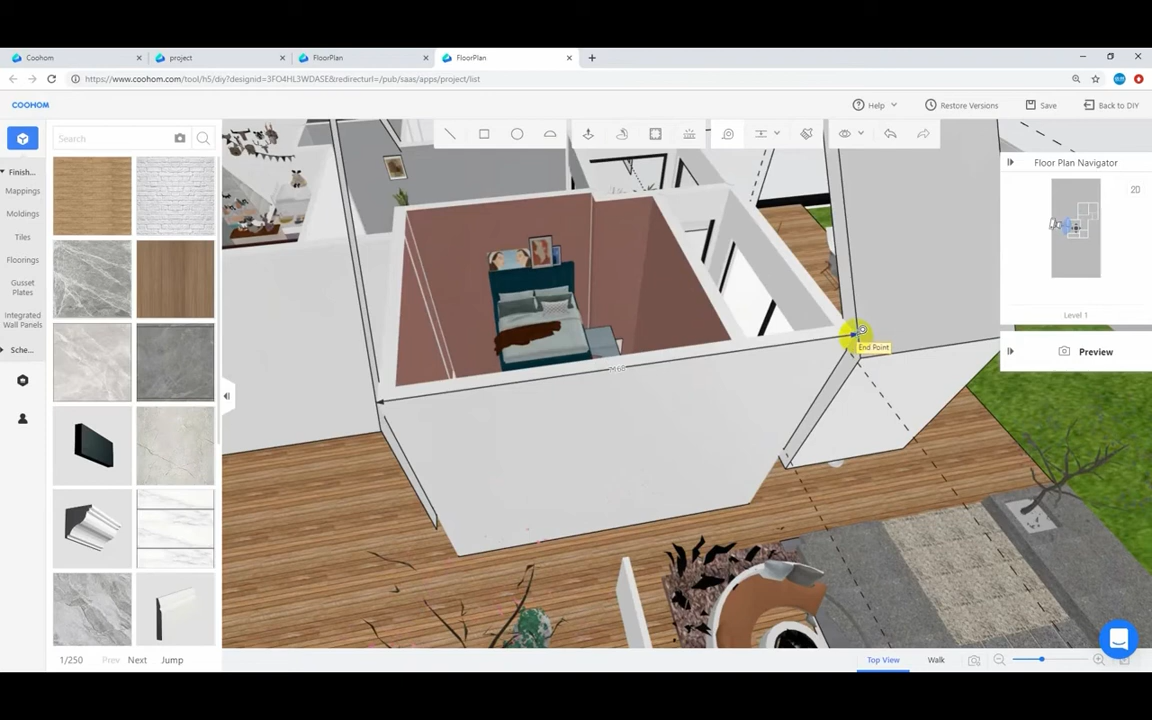 Coohom
project
FloorPlan
FloorPlan
https://www.coohom.com/tool/h5/diy?designid=3FO4HL3WDASE&redirecturl=/pub/saas/apps/project/list
COOHOM
Help
Restore Versions
Save
Back to DIY
Search
Finish...
Mappings
Moldings
Tiles
Floorings
Gusset
Plates
Integrated
Wall Panels
Sche...
Floor Plan Navigator
2D
Level 1
Preview
End Point
1/250
Prev
Next
Jump
Top View
Walk